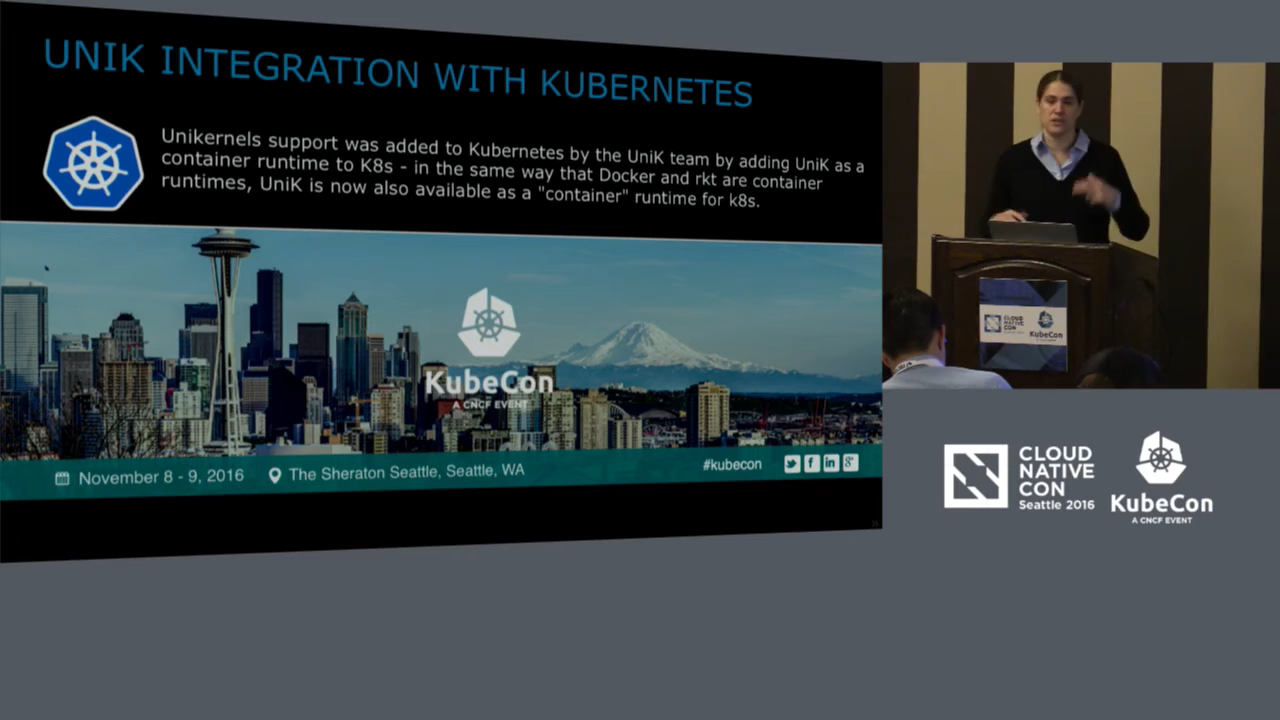 UNIK INTEGRATION WITH KUBERNETES
Unikernels support was added to Kubernetes by the UniK team by adding UniK as a
container runtime to K8s - in the same way that Docker and rkt are container
runtimes, UniK is now also available as a "container" runtime for k8s.
KubeCon
A CNCF EVENT
November 8 - 9, 2016
The Sheraton Seattle, Seattle, WA
#kubecon
CLOUD
NATIVE
CON
KubeCon
CLOUD
NATIVE
CON
Seattle 2016
KubeCon
A CNCF EVENT